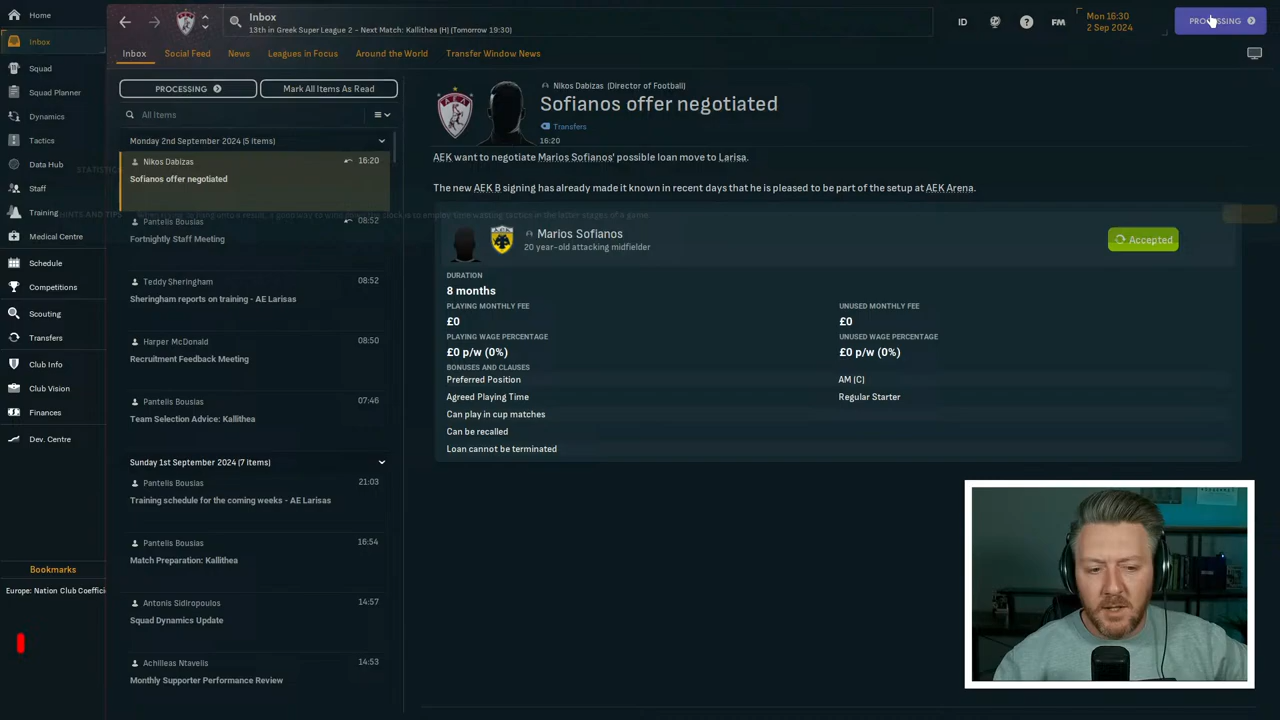 Home
Inbox
Squad
Squad Planner
Dynamics
Tactics
Data Hub
Staff
Training
Medical Centre
Schedule
Competitions
Scouting
Transfers
Club Info
Club Vision
Finances
Dev. Centre
Bookmarks
Europe: Nation Club Coeffici
Inbox
13th in Greek Super League 2 - Next Match: Kallithea (H) (Tomorrow 19:30)
ID
FM
Mon 16:30
2 Sep 2024
PROCESSING
Inbox
Social Feed
News
Leagues in Focus
Around the World
Transfer Window News
PROCESSING
Mark All Items As Read
All Items
Monday 2nd September 2024 (5 items)
Nikos Dabizas
16:20
Sofianos offer negotiated
Pantelis Bousias
08:52
Fortnightly Staff Meeting
Teddy Sheringham
08:52
Sheringham reports on training - AE Larisas
Harper McDonald
08:50
Recruitment Feedback Meeting
Pantelis Bousias
07:46
Team Selection Advice: Kallithea
Sunday 1st September 2024 (7 items)
Pantelis Bousias
21:03
Training schedule for the coming weeks - AE Larisas
Pantelis Bousias
16:54
Match Preparation: Kallithea
Antonis Sidiropoulos
14:57
Squad Dynamics Update
Achilleas Ntavelis
14:53
Monthly Supporter Performance Review
Nikos Dabizas (Director of Football)
Sofianos offer negotiated
Transfers
16:20
AEK want to negotiate Marios Sofianos' possible loan move to Larisa.
The new AEK B signing has already made it known in recent days that he is pleased to be part of the setup at AEK Arena.
Marios Sofianos
20 year-old attacking midfielder
Accepted
DURATION
8 months
PLAYING MONTHLY FEE
£0
UNUSED MONTHLY FEE
£0
PLAYING WAGE PERCENTAGE
£0 p/w (0%)
UNUSED WAGE PERCENTAGE
£0 p/w (0%)
BONUSES AND CLAUSES
Preferred Position
AM (C)
Agreed Playing Time
Regular Starter
Can play in cup matches
Can be recalled
Loan cannot be terminated